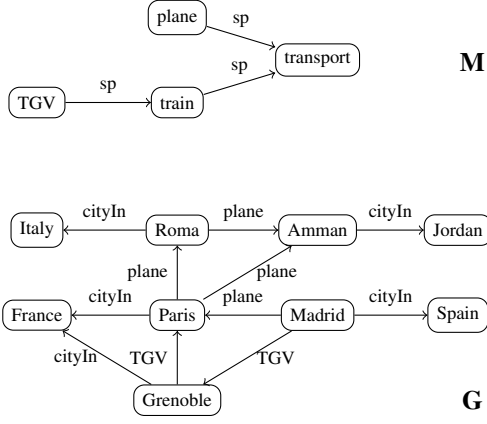 plane
sp
transport
M
sp
TGV
sp
train
Italy
cityIn
Roma
plane
Amman
cityIn
Jordan
plane
plane
France
cityIn
Paris
plane
Madrid
cityIn
Spain
cityIn
TGV
TGV
Grenoble
G